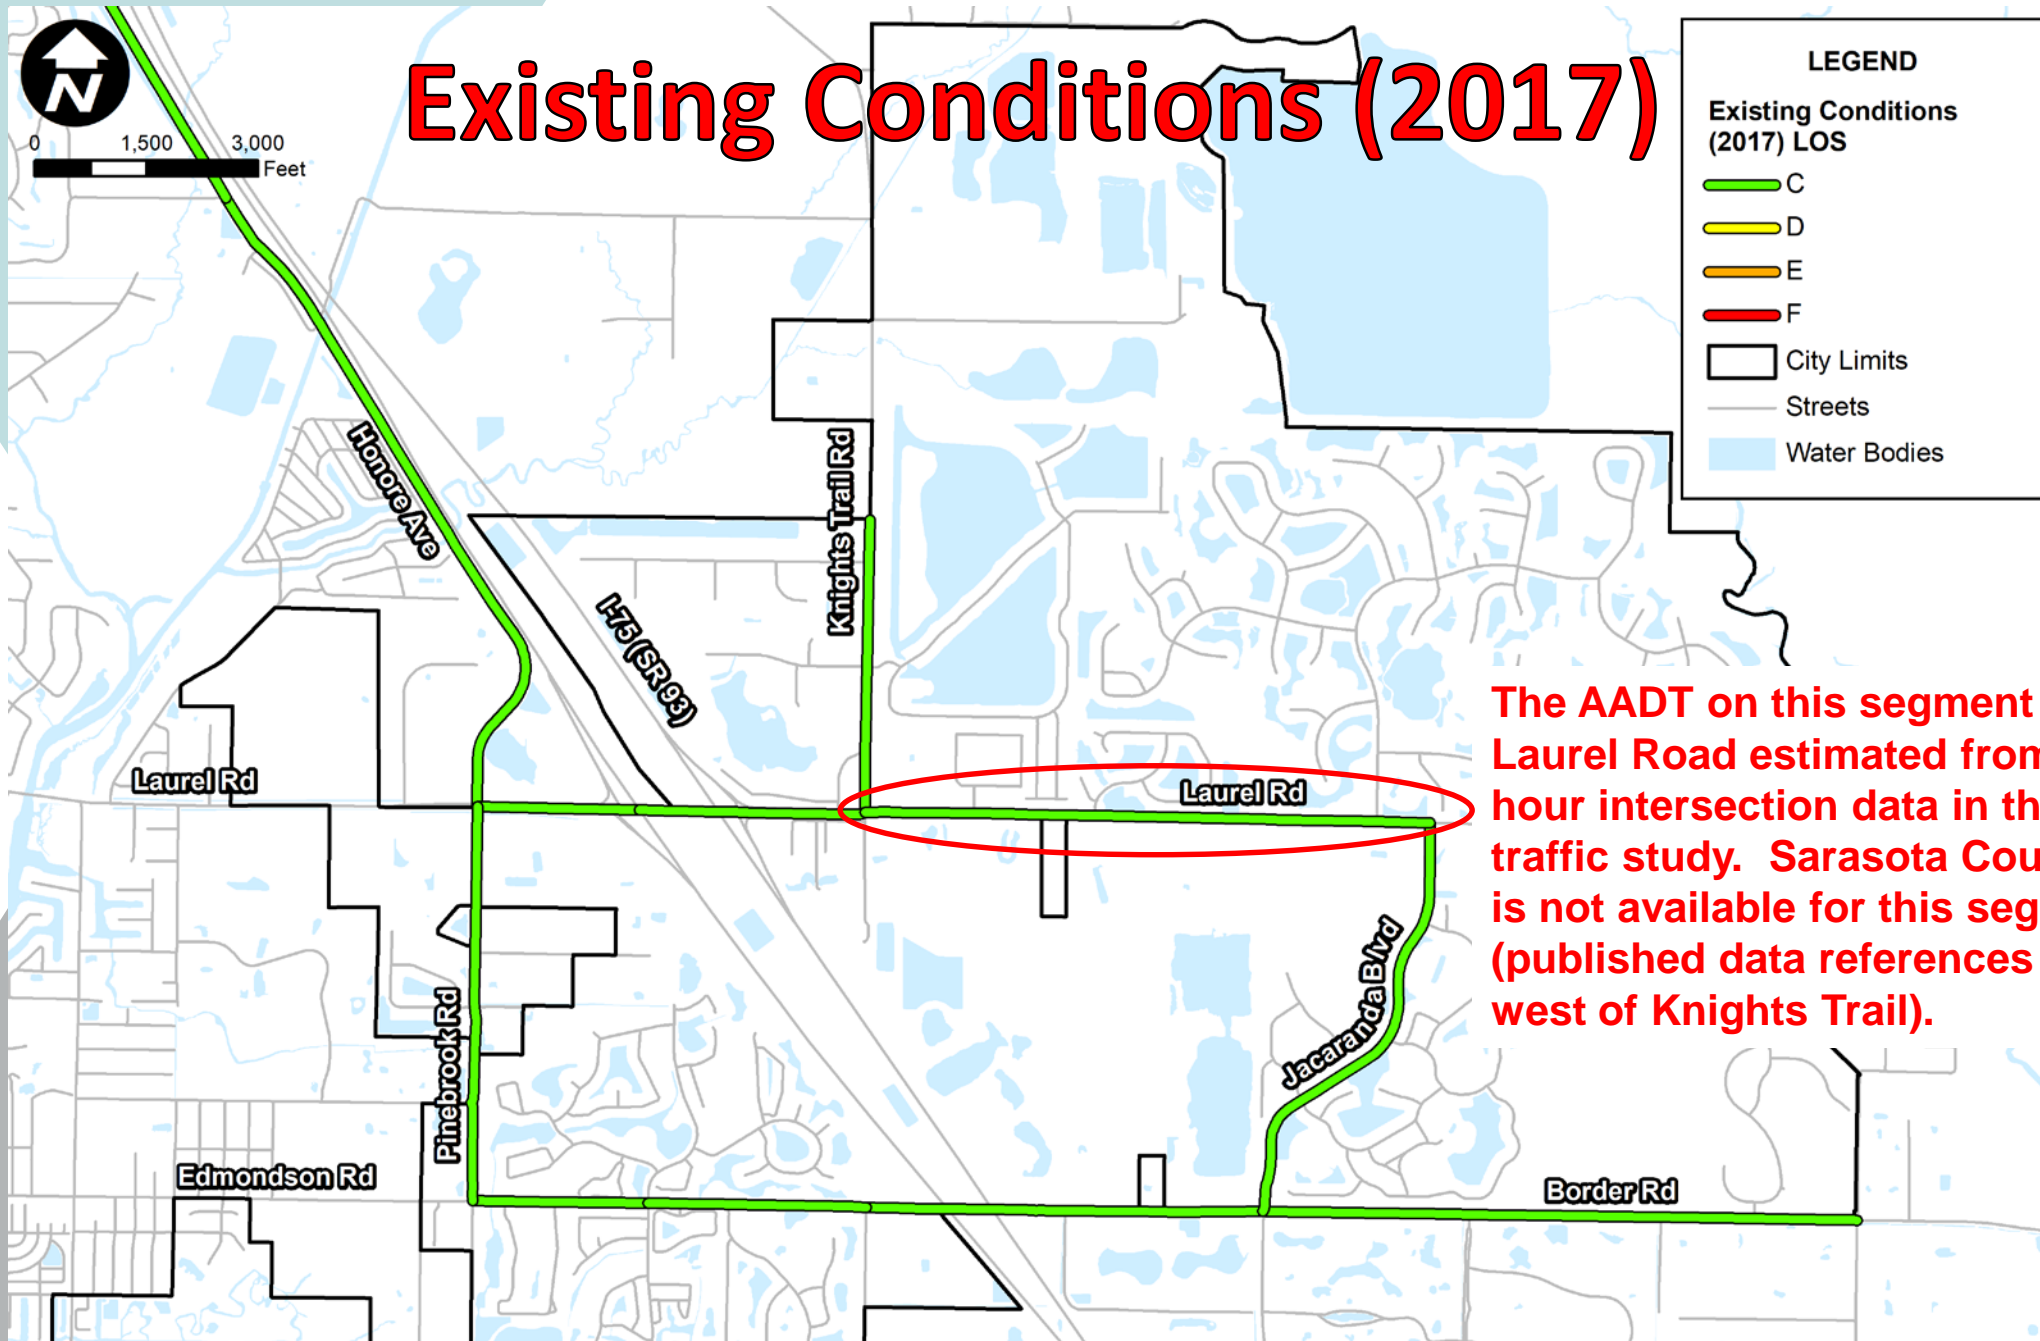 Existing Conditions (2017)
N
0 1,500 3,000
Feet
LEGEND
Existing Conditions
(2017) LOS
C
D
E
F
City Limits
Streets
Water Bodies
Honore Ave
Knights Trail Rd
I-75 (SR 93)
Laurel Rd
Laurel Rd
The AADT on this segment
Laurel Road estimated from
hour intersection data in th
traffic study. Sarasota Cou
is not available for this seg
(published data references
west of Knights Trail).
Jacaranda Blvd
Pinebrook Rd
Edmondson Rd
Border Rd